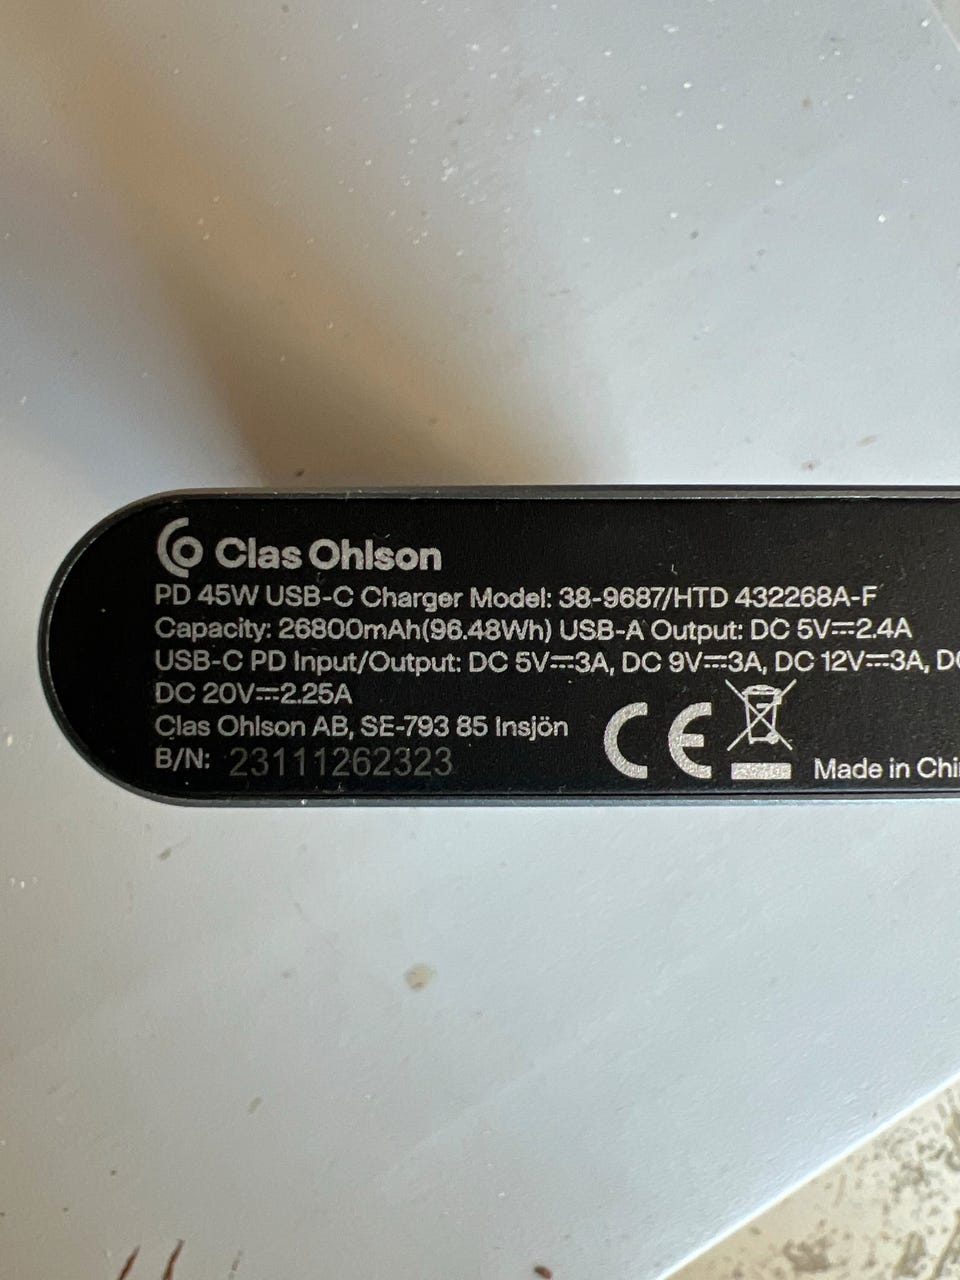 Clas Ohlson
PD 45W USB-C Charger Model: 38-9687/HTD 432268A-F
Capacity: 26800mAh(96.48Wh) USB-A Output: DC 5V⎓2.4A
USB-C PD Input/Output: DC 5V⎓3A, DC 9V⎓3A, DC 12V⎓3A,
DC 20V⎓2.25A
Clas Ohlson AB, SE-793 85 Insjön
B/N: 23111262323
CE
Made in